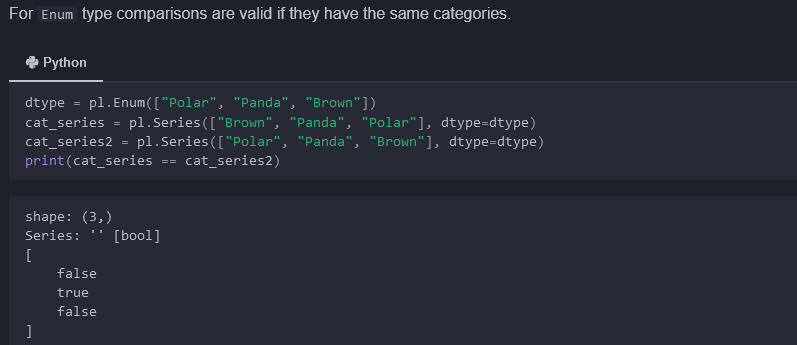 For Enum type comparisons are valid if they have the same categories.
Python
dtype = pl.Enum(["Polar", "Panda", "Brown"])
cat_series = pl.Series(["Brown", "Panda", "Polar"], dtype=dtype)
cat_series2 = pl.Series(["Polar", "Panda", "Brown"], dtype=dtype)
print(cat_series == cat_series2)
shape: (3,)
Series: '' [bool]
[
    false
    true
    false
]